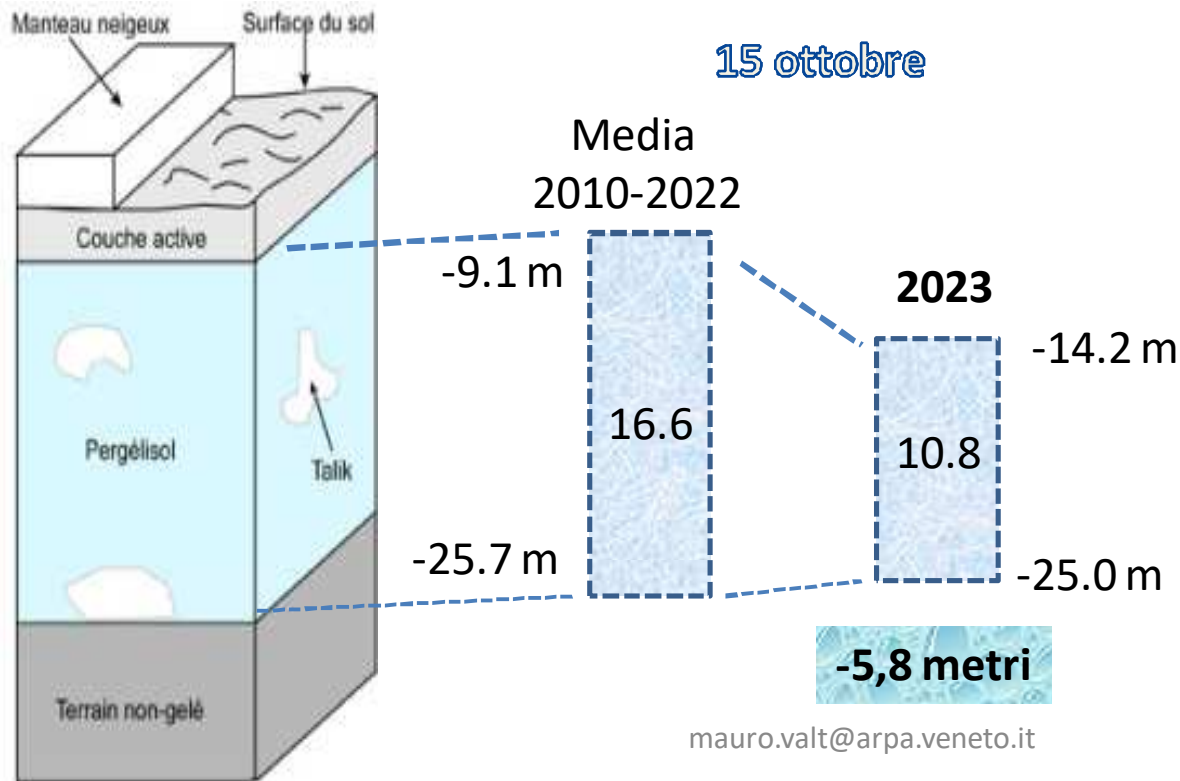 Manteau neigeux
Surface du sol
Couche active
Pergélisol
Talik
Terrain non-gelé
15 ottobre
Media
2010-2022
-9.1 m
16.6
-25.7 m
2023
-14.2 m
10.8
-25.0 m
-5,8 metri
mauro.valt@arpa.veneto.it